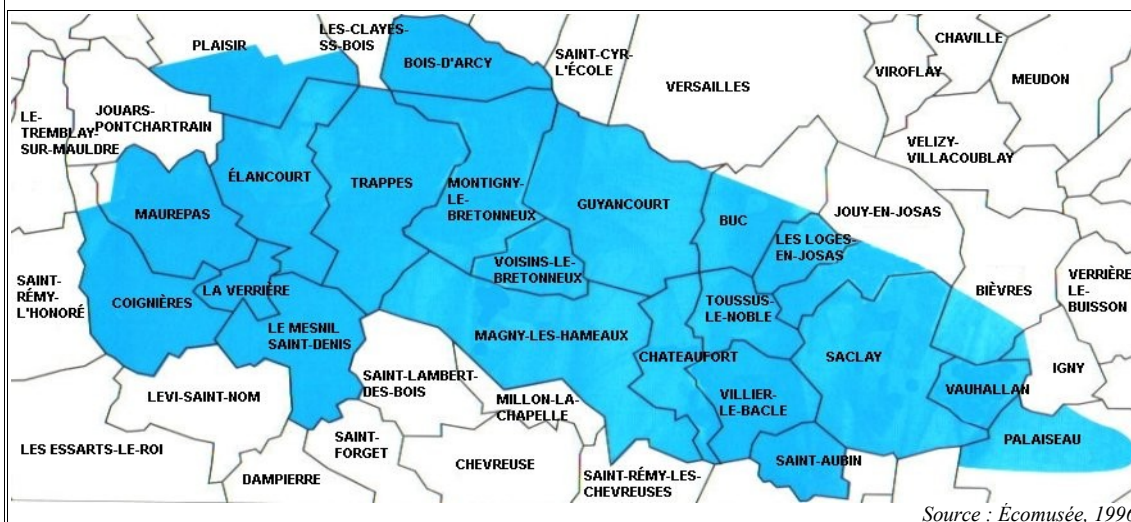 LES-CLAYES-
SS-BOIS
PLAISIR
BOIS-D'ARCY
SAINT-CYR-
L'ÉCOLE
CHAVILLE
VIROFLAY
MEUDON
VERSAILLES
JOUARS-
PONTCHARTRAIN
LE-
TREMBLAY-
SUR-MAULDRE
VELIZY-
VILLACOUBLAY
ÉLANCOURT
TRAPPES
MONTIGNY-
LE-
BRETONNEUX
GUYANCOURT
MAUREPAS
BUC
JOUY-EN-JOSAS
LES LOGES-
EN-JOSAS
VOISINS-LE-
BRETONNEUX
SAINT-
RÉMY-
L'HONORÉ
COIGNIÈRES
LA VERRIÈRE
BIÈVRES
VERRIÈRE
LE-
BUISSON
TOUSSUS-
LE-NOBLE
LE MESNIL
SAINT-DENIS
MAGNY-LES-HAMEAUX
CHATEAUFORT
SACLAY
IGNY
SAINT-LAMBERT-
DES-BOIS
VAUHALLAN
LEVI-SAINT-NOM
MILLON-LA-
CHAPELLE
VILLIER-
LE-BACLE
LES ESSARTS-LE-ROI
SAINT-
FORGET
CHEVREUSE
PALAISEAU
DAMPIERRE
SAINT-RÉMY-LES-
CHEVREUSES
SAINT-AUBIN
Source : Écomusée, 1996